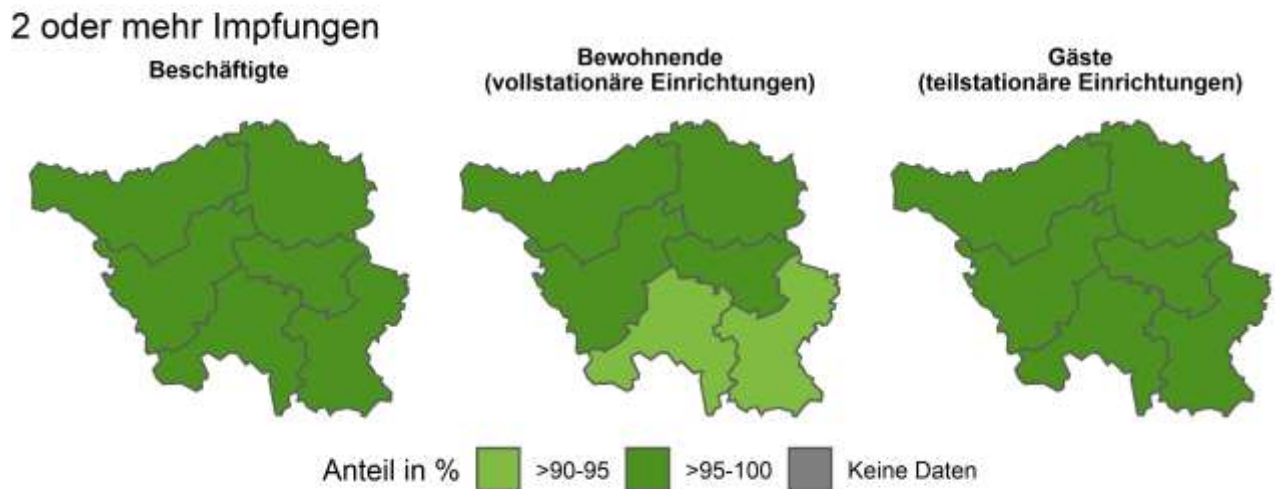 2 oder mehr Impfungen
Beschäftigte
Bewohnende
(vollstationäre Einrichtungen)
Gäste
(teilstationäre Einrichtungen)
Anteil in % >90-95 >95-100 Keine Daten